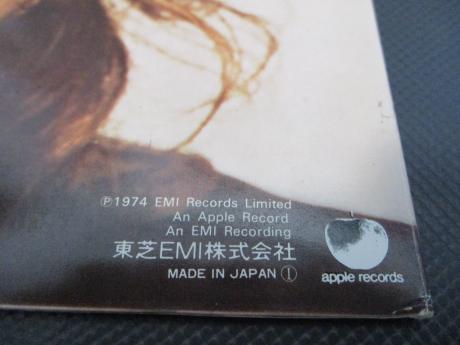 ℗1974 EMI Records Limited
An Apple Record
An EMI Recording
東芝EMI株式会社
MADE IN JAPAN ①
apple records